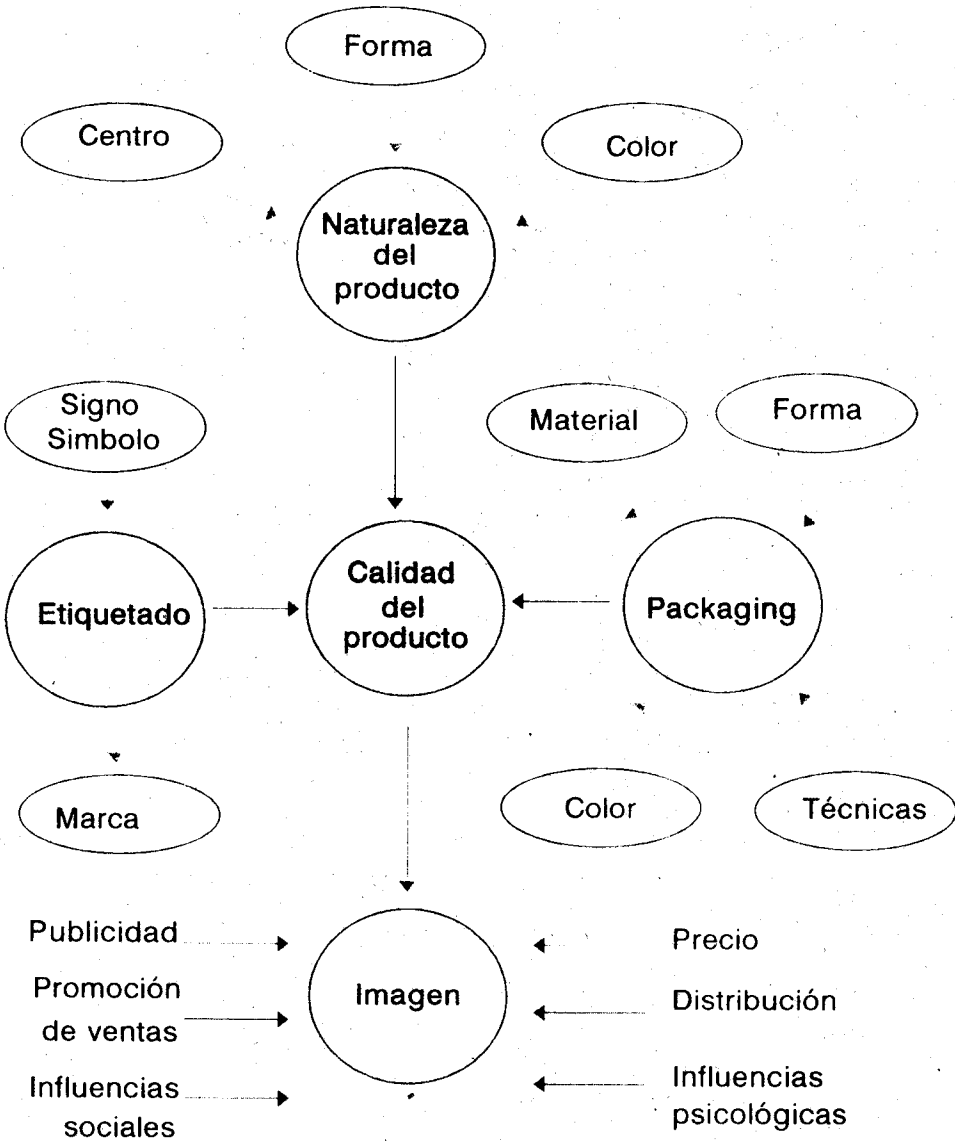 Forma
Centro
Color
Naturaleza
del
producto
Signo
Simbolo
Material
Forma
Etiquetado
Calidad
del
producto
Packaging
Marca
Color
Técnicas
Publicidad
Promoción
de ventas
Influencias
sociales
Imagen
Precio
Distribución
Influencias
psicológicas